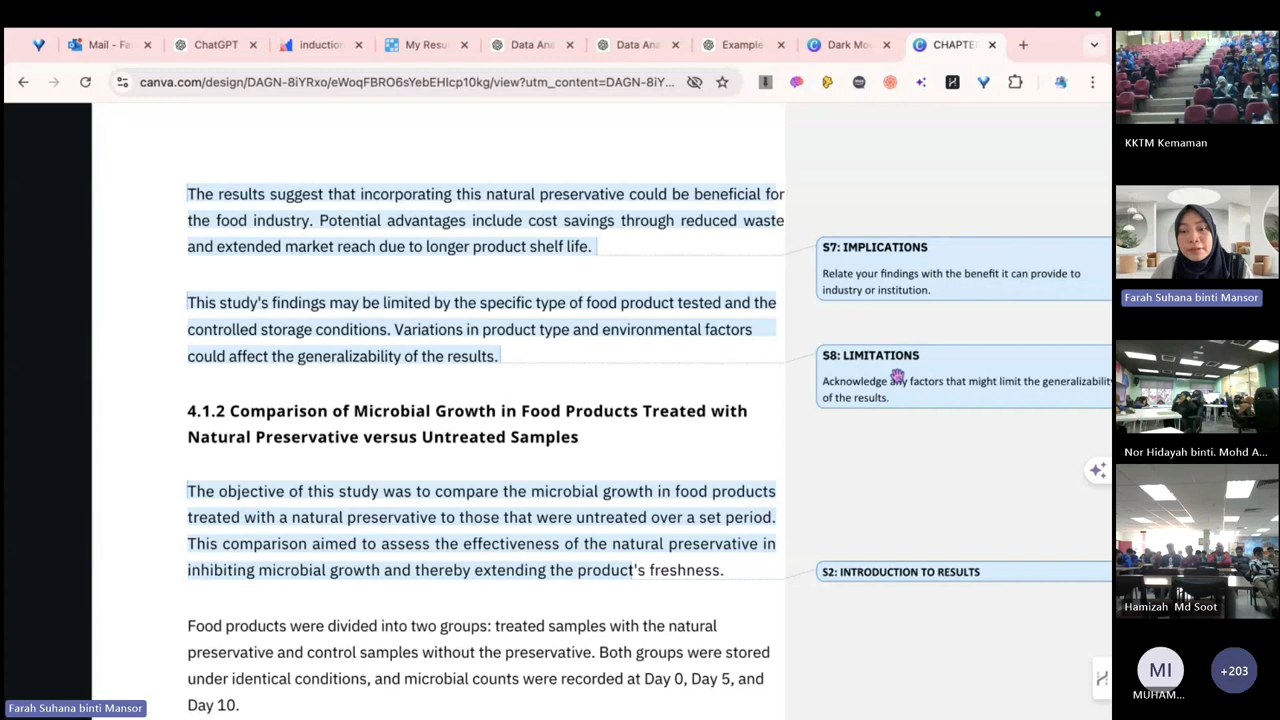 Mail - Fa
ChatGPT
induction
My Resu
Data Ana
Data Ana
Example
Dark Mo
CHAPTE
canva.com/design/DAGN-8iYRxo/eWoqFBRO6sYebEHIcp10kg/view?utm_content=DAGN-8iY...
The results suggest that incorporating this natural preservative could be beneficial for
the food industry. Potential advantages include cost savings through reduced waste
and extended market reach due to longer product shelf life.
S7: IMPLICATIONS
Relate your findings with the benefit it can provide to
industry or institution.
This study's findings may be limited by the specific type of food product tested and the
controlled storage conditions. Variations in product type and environmental factors
could affect the generalizability of the results.
S8: LIMITATIONS
Acknowledge any factors that might limit the generalizability
of the results.
4.1.2 Comparison of Microbial Growth in Food Products Treated with
Natural Preservative versus Untreated Samples
The objective of this study was to compare the microbial growth in food products
treated with a natural preservative to those that were untreated over a set period.
This comparison aimed to assess the effectiveness of the natural preservative in
inhibiting microbial growth and thereby extending the product's freshness.
S2: INTRODUCTION TO RESULTS
Food products were divided into two groups: treated samples with the natural
preservative and control samples without the preservative. Both groups were stored
under identical conditions, and microbial counts were recorded at Day 0, Day 5, and
Day 10.
Farah Suhana binti Mansor
KKTM Kemaman
Farah Suhana binti Mansor
Nor Hidayah binti. Mohd A...
Hamizah Md Soot
MI
MUHAM...
+203